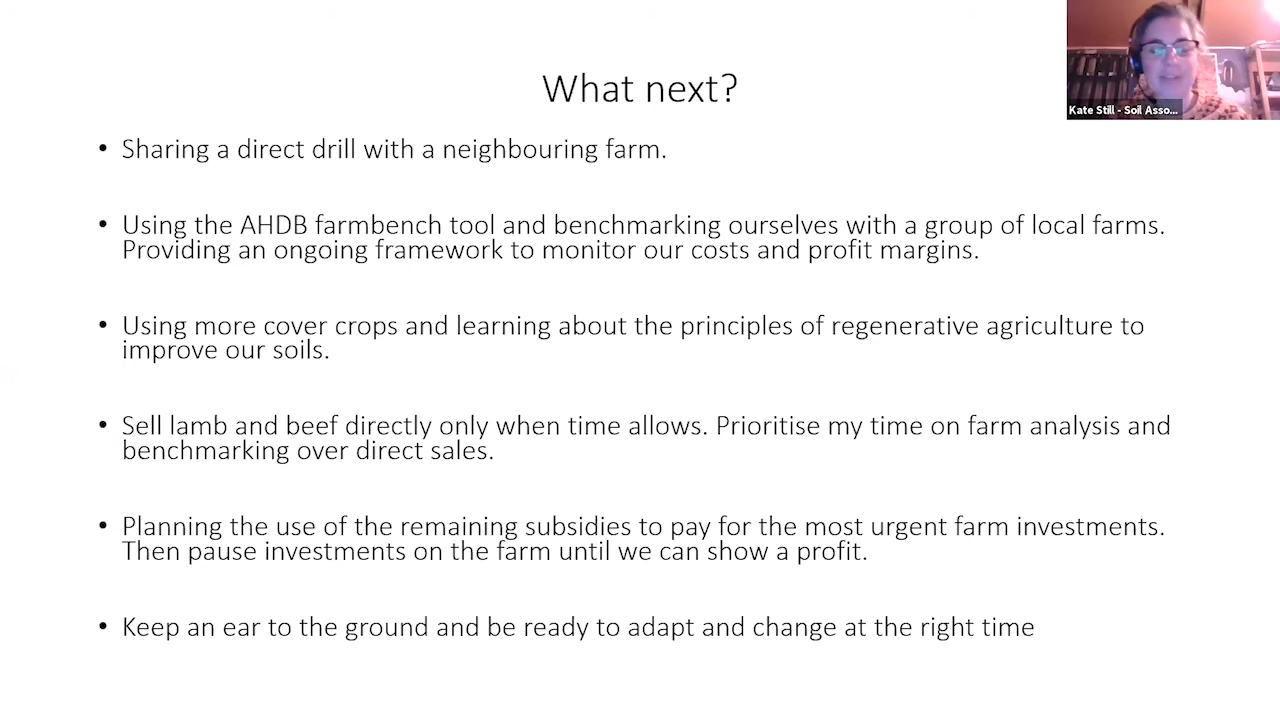 What next?
Kate Still - Soil Asso...
• Sharing a direct drill with a neighbouring farm.
• Using the AHDB farmbench tool and benchmarking ourselves with a group of local farms.
Providing an ongoing framework to monitor our costs and profit margins.
• Using more cover crops and learning about the principles of regenerative agriculture to
improve our soils.
• Sell lamb and beef directly only when time allows. Prioritise my time on farm analysis and
benchmarking over direct sales.
• Planning the use of the remaining subsidies to pay for the most urgent farm investments.
Then pause investments on the farm until we can show a profit.
• Keep an ear to the ground and be ready to adapt and change at the right time